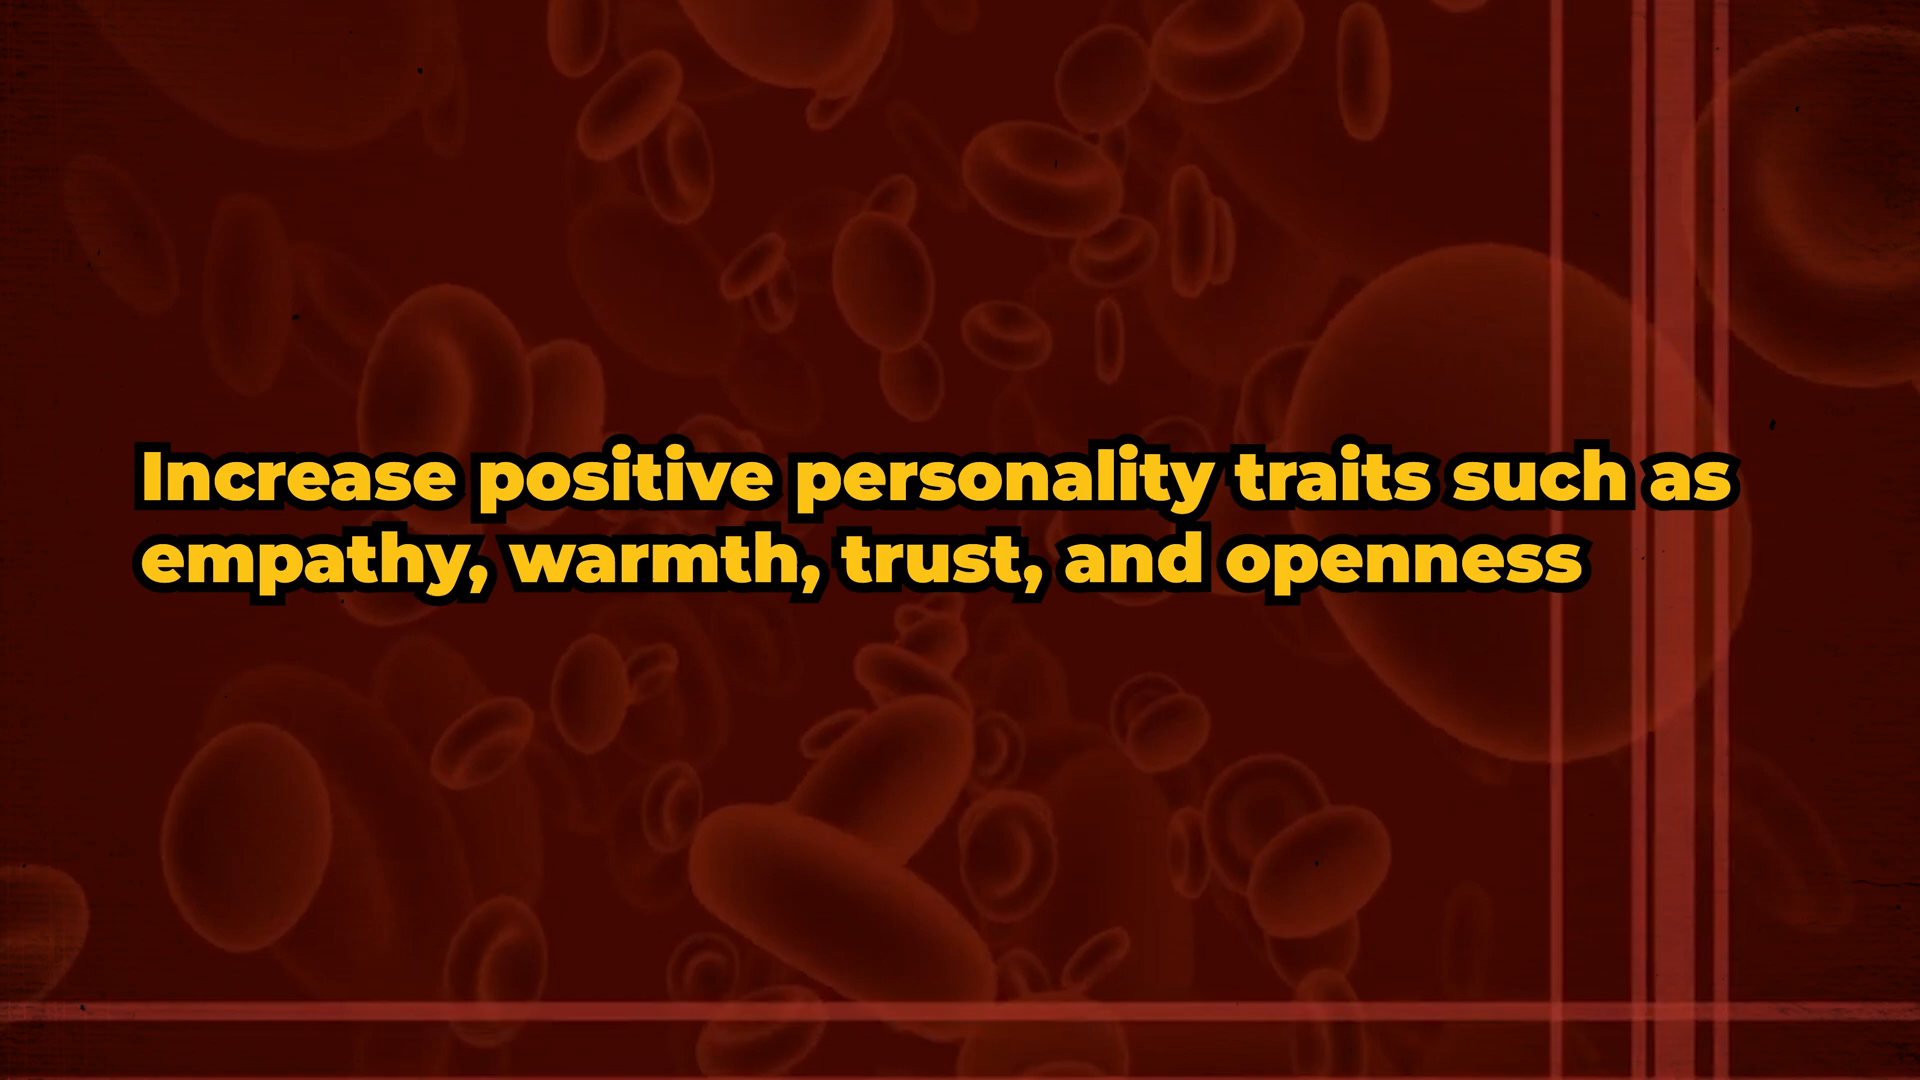 Increase positive personality traits such as
empathy, warmth, trust, and openness